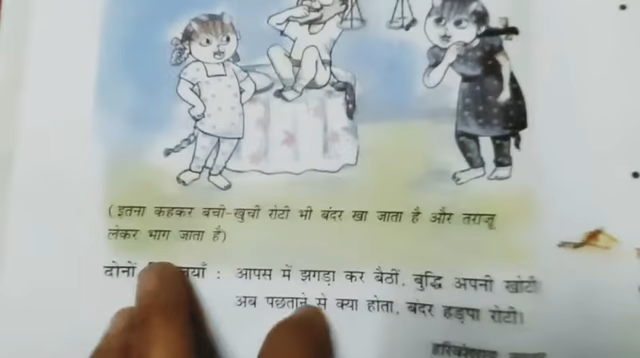 (इतना कहकर बची-खुची रोटी भी बंदर खा जाता है और तराजू
लेकर भाग जाता है)
दोनों : आपस में झगड़ा कर बैठीं, बुद्धि अपनी खोटी
अब पछताने से क्या होता, बंदर हड़पा रोटी।